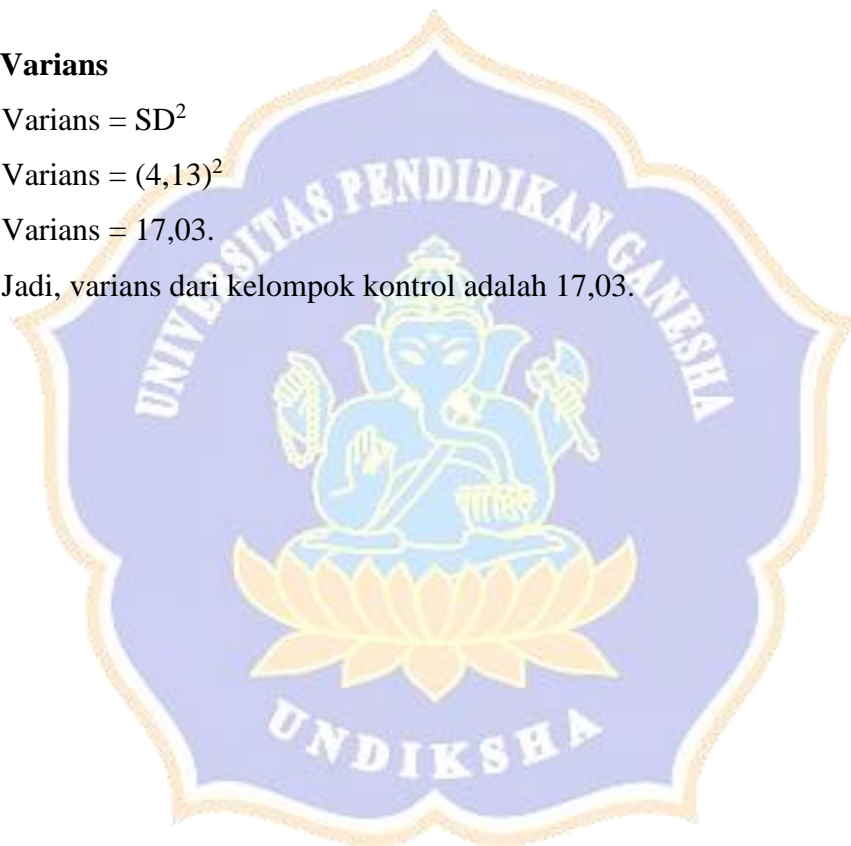 Varians
Varians = SD²
Varians = (4,13)²
Varians = 17,03.
Jadi, varians dari kelompok kontrol adalah 17,03.
UNIVERSITAS PENDIDIKAN GANESHA
UNDIKSHA